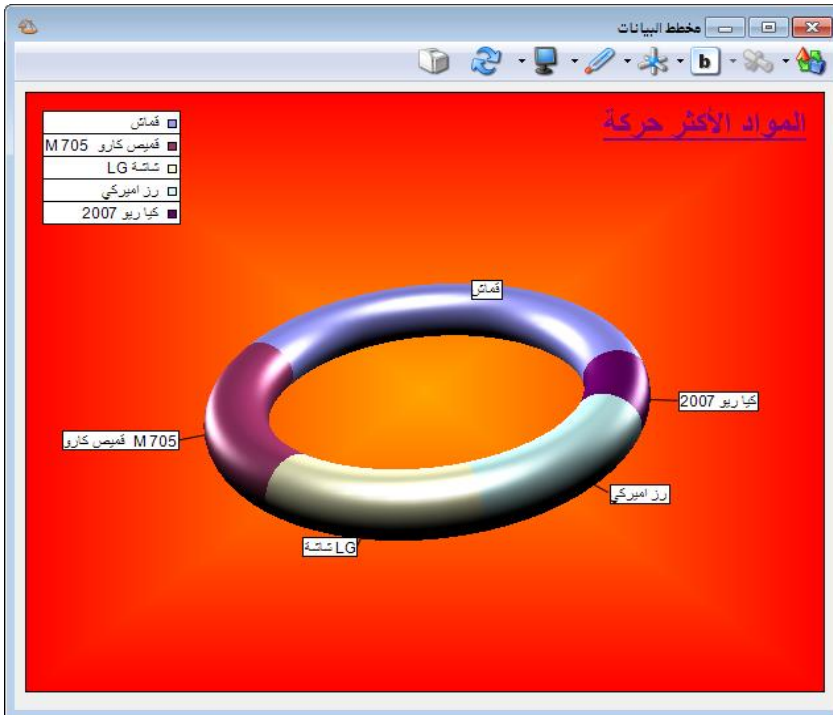 مخطط البيانات
b
المواد الأكثر حركة
قماش
قميص كارو M 705
شاشة LG
رز اميركي
كيا ريو 2007
قماش
كيا ريو 2007
قميص كارو M 705
رز اميركي
شاشة LG